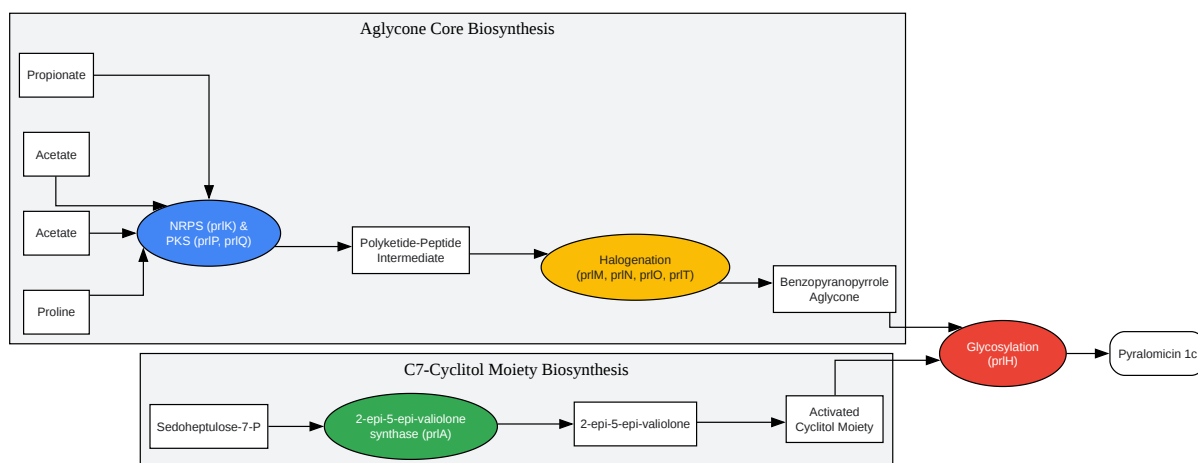 Aglycone Core Biosynthesis
Propionate
Acetate
Acetate
Proline
NRPS (prlK) &
PKS (prlP, prlQ)
Polyketide-Peptide
Intermediate
Halogenation
(prlM, prlN, prlO, prlT)
Benzopyranopyrrole
Aglycone
C7-Cyclitol Moiety Biosynthesis
Sedoheptulose-7-P
2-epi-5-epi-valiolone
synthase (prlA)
2-epi-5-epi-valiolone
Activated
Cyclitol Moiety
Glycosylation
(prlH)
Pyralomicin 1c